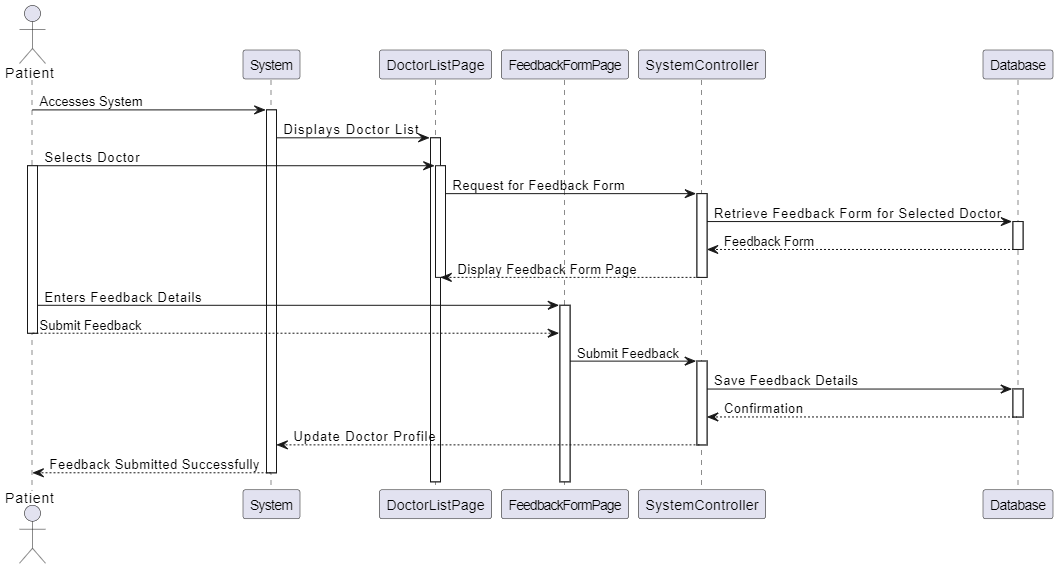 Patient
System
DoctorListPage
FeedbackFormPage
SystemController
Database
Accesses System
Displays Doctor List
Selects Doctor
Request for Feedback Form
Retrieve Feedback Form for Selected Doctor
Feedback Form
Display Feedback Form Page
Enters Feedback Details
Submit Feedback
Submit Feedback
Save Feedback Details
Confirmation
Update Doctor Profile
Feedback Submitted Successfully
Patient
System
DoctorListPage
FeedbackFormPage
SystemController
Database